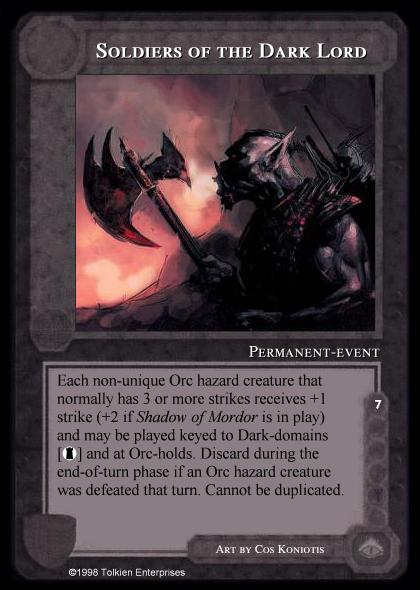 Soldiers of the Dark Lord
Permanent-event
Each non-unique Orc hazard creature that
normally has 3 or more strikes receives +1
strike (+2 if Shadow of Mordor is in play)
and may be played keyed to Dark-domains
[] and at Orc-holds. Discard during the
end-of-turn phase if an Orc hazard creature
was defeated that turn. Cannot be duplicated.
7
Art by Cos Koniotis
©1998 Tolkien Enterprises